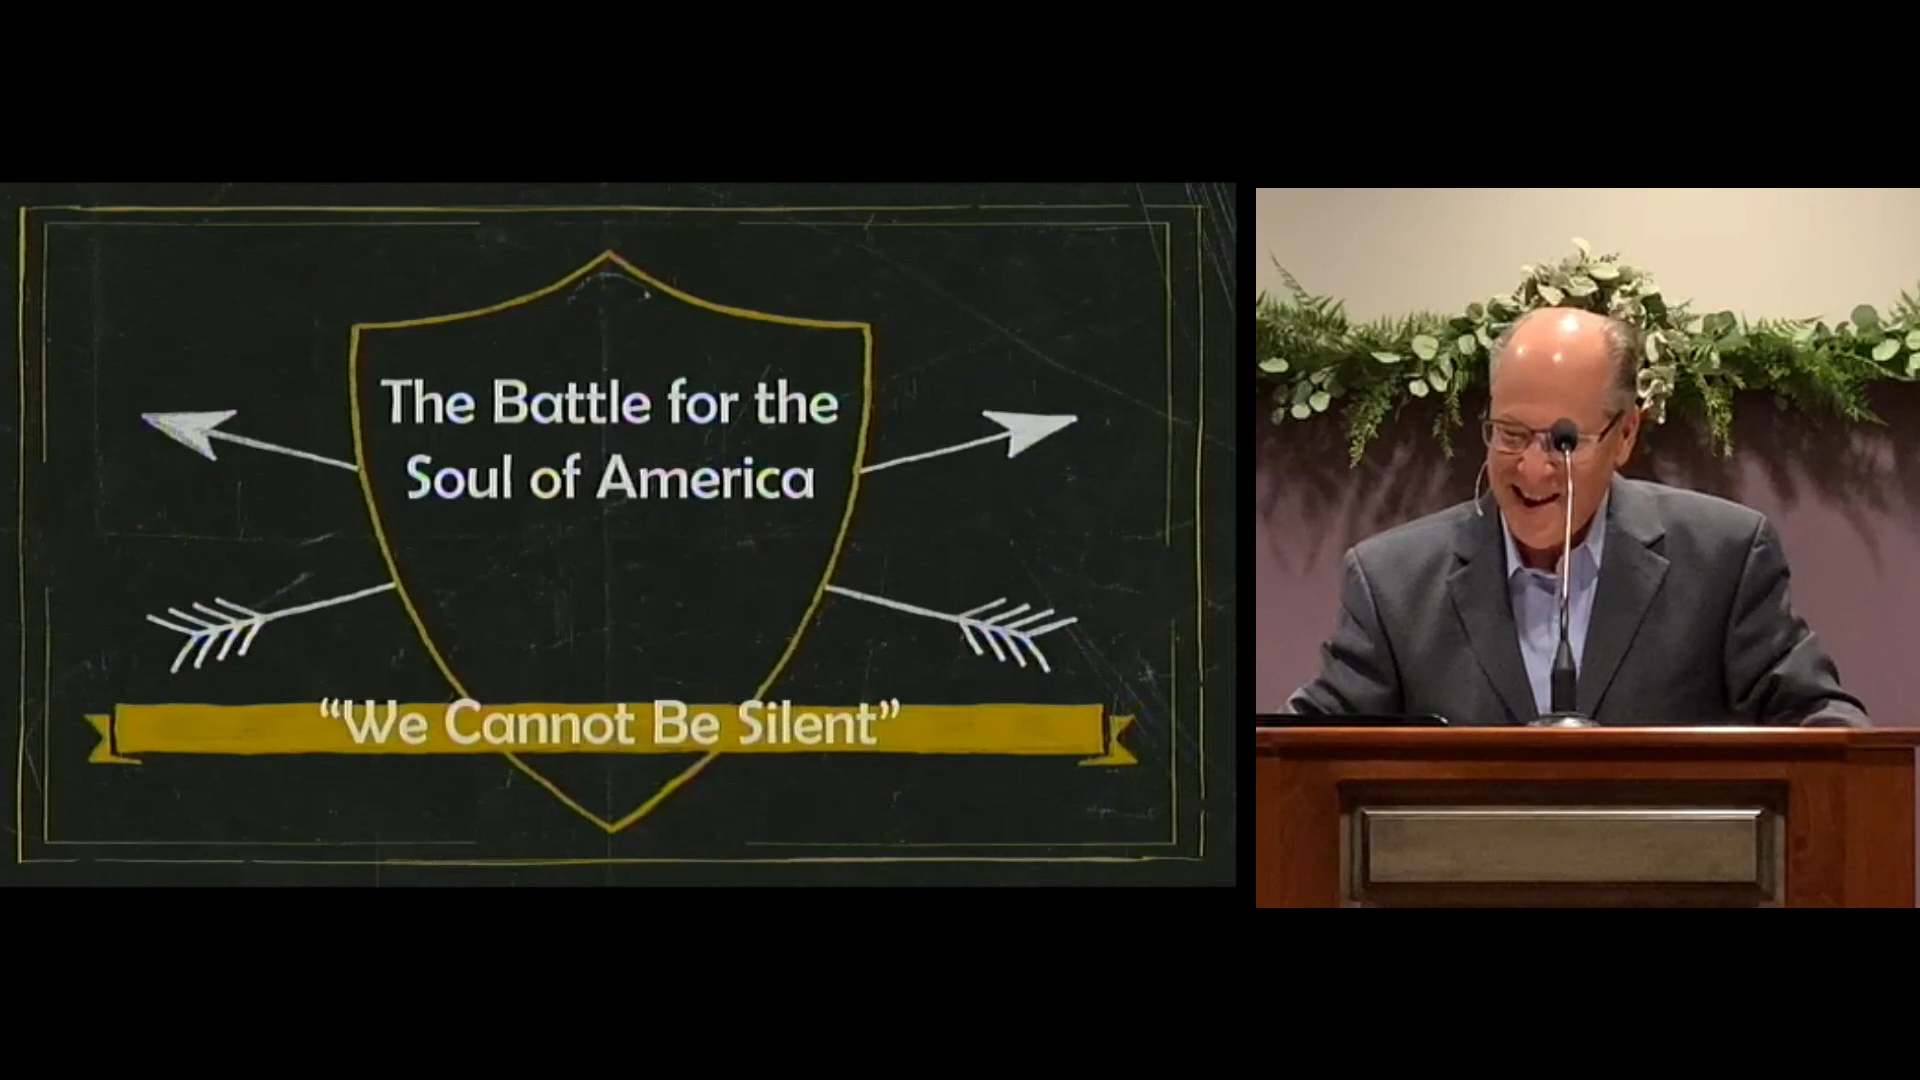 The Battle for the
Soul of America
“We Cannot Be Silent”